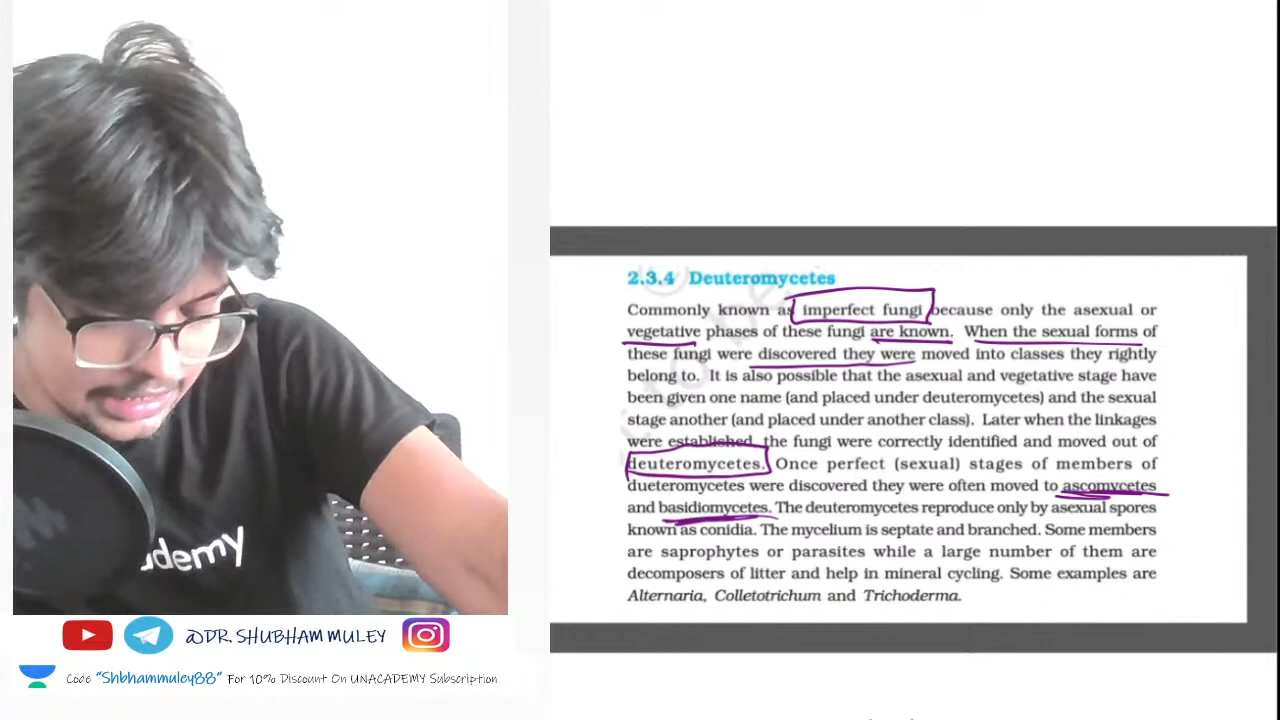 ademy
@DR. SHUBHAM MULEY
Code "Shbhammuley88" For 10% Discount On UNACADEMY Subscription
2.3.4 Deuteromycetes
Commonly known as imperfect fungi because only the asexual or
vegetative phases of these fungi are known. When the sexual forms of
these fungi were discovered they were moved into classes they rightly
belong to. It is also possible that the asexual and vegetative stage have
been given one name (and placed under deuteromycetes) and the sexual
stage another (and placed under another class). Later when the linkages
were established, the fungi were correctly identified and moved out of
deuteromycetes. Once perfect (sexual) stages of members of
dueteromycetes were discovered they were often moved to ascomycetes
and basidiomycetes. The deuteromycetes reproduce only by asexual spores
known as conidia. The mycelium is septate and branched. Some members
are saprophytes or parasites while a large number of them are
decomposers of litter and help in mineral cycling. Some examples are
Alternaria, Colletotrichum and Trichoderma.